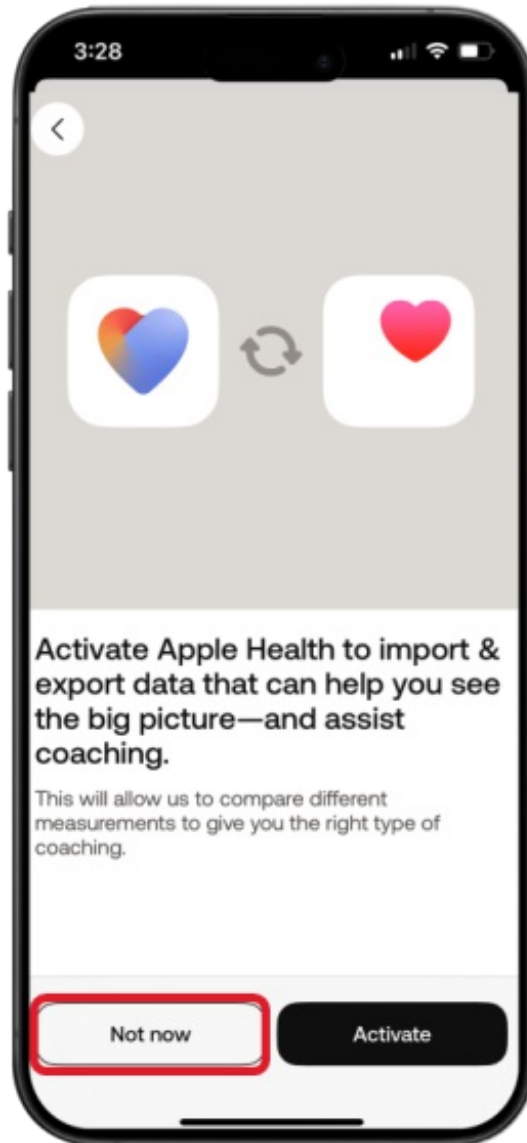 3:28
Activate Apple Health to import &
export data that can help you see
the big picture—and assist
coaching.
This will allow us to compare different
measurements to give you the right type of
coaching.
Not now
Activate